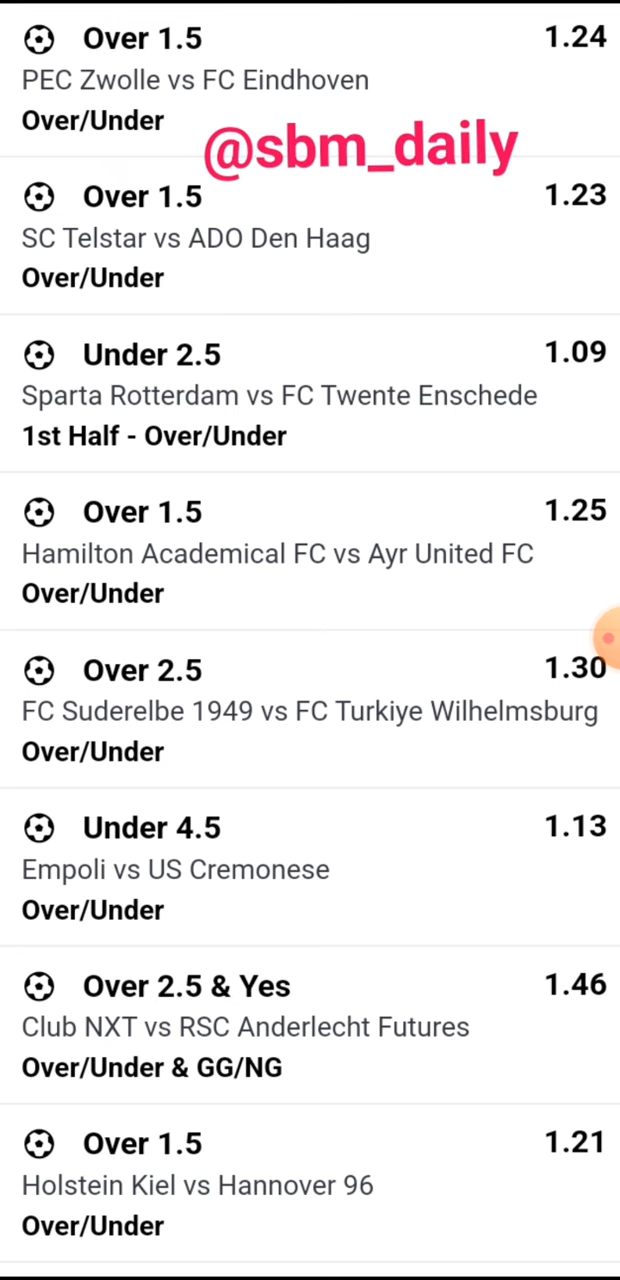 Over 1.5 1.24
PEC Zwolle vs FC Eindhoven
Over/Under
@sbm_daily
Over 1.5 1.23
SC Telstar vs ADO Den Haag
Over/Under
Under 2.5 1.09
Sparta Rotterdam vs FC Twente Enschede
1st Half - Over/Under
Over 1.5 1.25
Hamilton Academical FC vs Ayr United FC
Over/Under
Over 2.5 1.30
FC Suderelbe 1949 vs FC Turkiye Wilhelmsburg
Over/Under
Under 4.5 1.13
Empoli vs US Cremonese
Over/Under
Over 2.5 & Yes 1.46
Club NXT vs RSC Anderlecht Futures
Over/Under & GG/NG
Over 1.5 1.21
Holstein Kiel vs Hannover 96
Over/Under